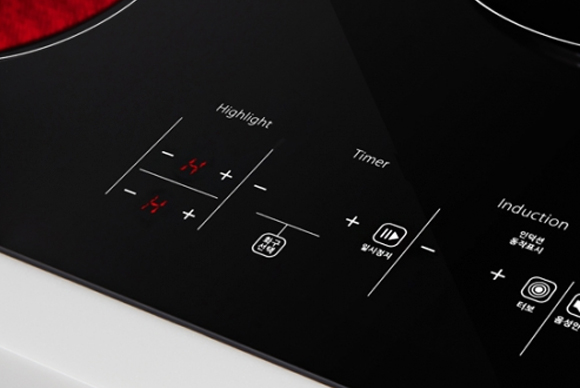 Highlight
− H +
− H +
Timer
−
화구
선택
+
일시정지
−
Induction
인덕션
동작표시
+
터보
음성안